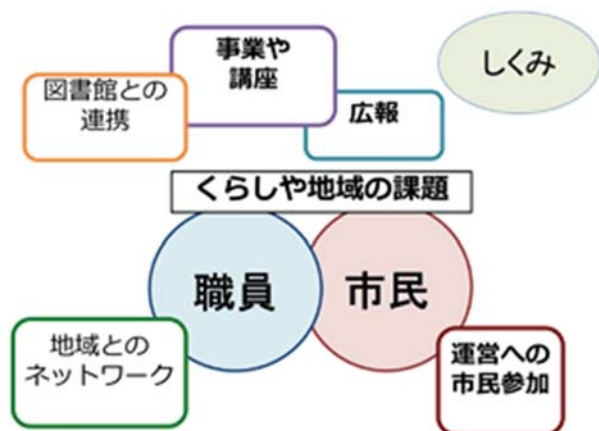 事業や
講座
しくみ
図書館との
連携
広報
くらしや地域の課題
職員
市民
地域との
ネットワーク
運営への
市民参加